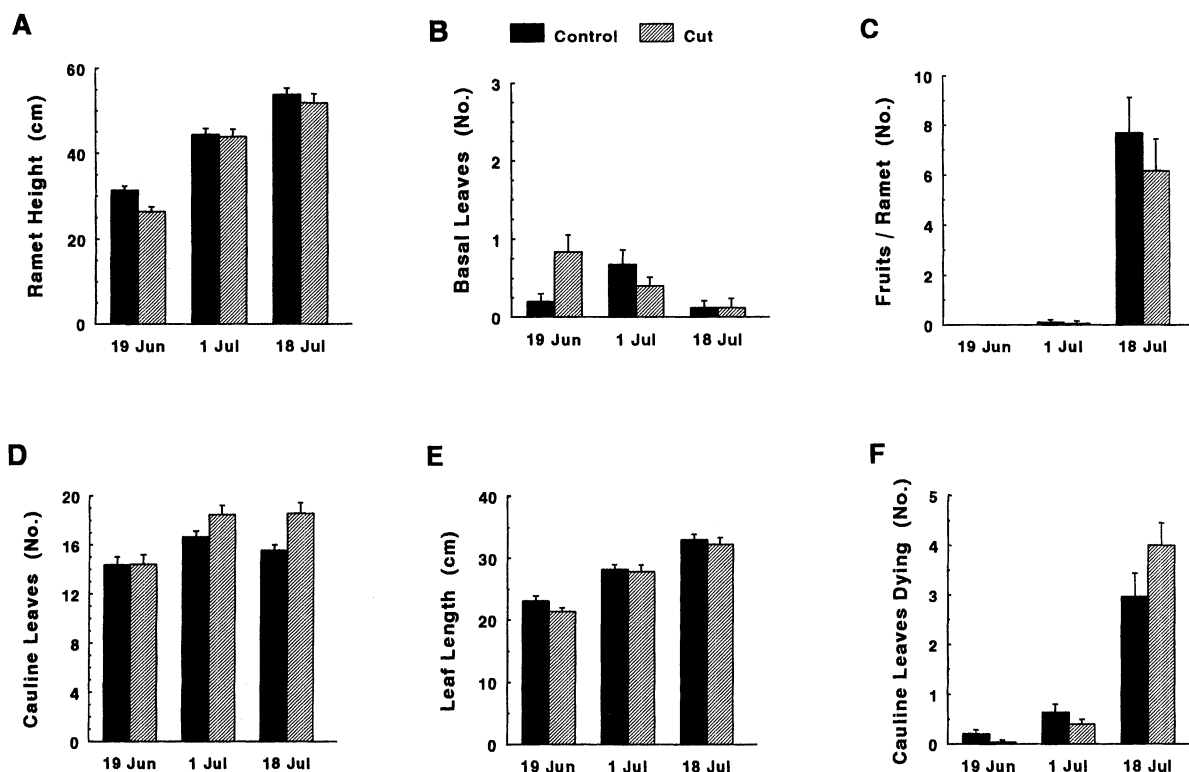 A
Ramet Height (cm)
60
40
20
0
19 Jun 1 Jul 18 Jul
B
Control Cut
Basal Leaves (No.)
3
2
1
0
19 Jun 1 Jul 18 Jul
C
Fruits / Ramet (No.)
10
8
6
4
2
0
19 Jun 1 Jul 18 Jul
D
Cauline Leaves (No.)
20
16
14
8
4
0
19 Jun 1 Jul 18 Jul
E
Leaf Length (cm)
40
30
20
10
0
19 Jun 1 Jul 18 Jul
F
Cauline Leaves Dying (No.)
5
4
3
2
1
0
19 Jun 1 Jul 18 Jul